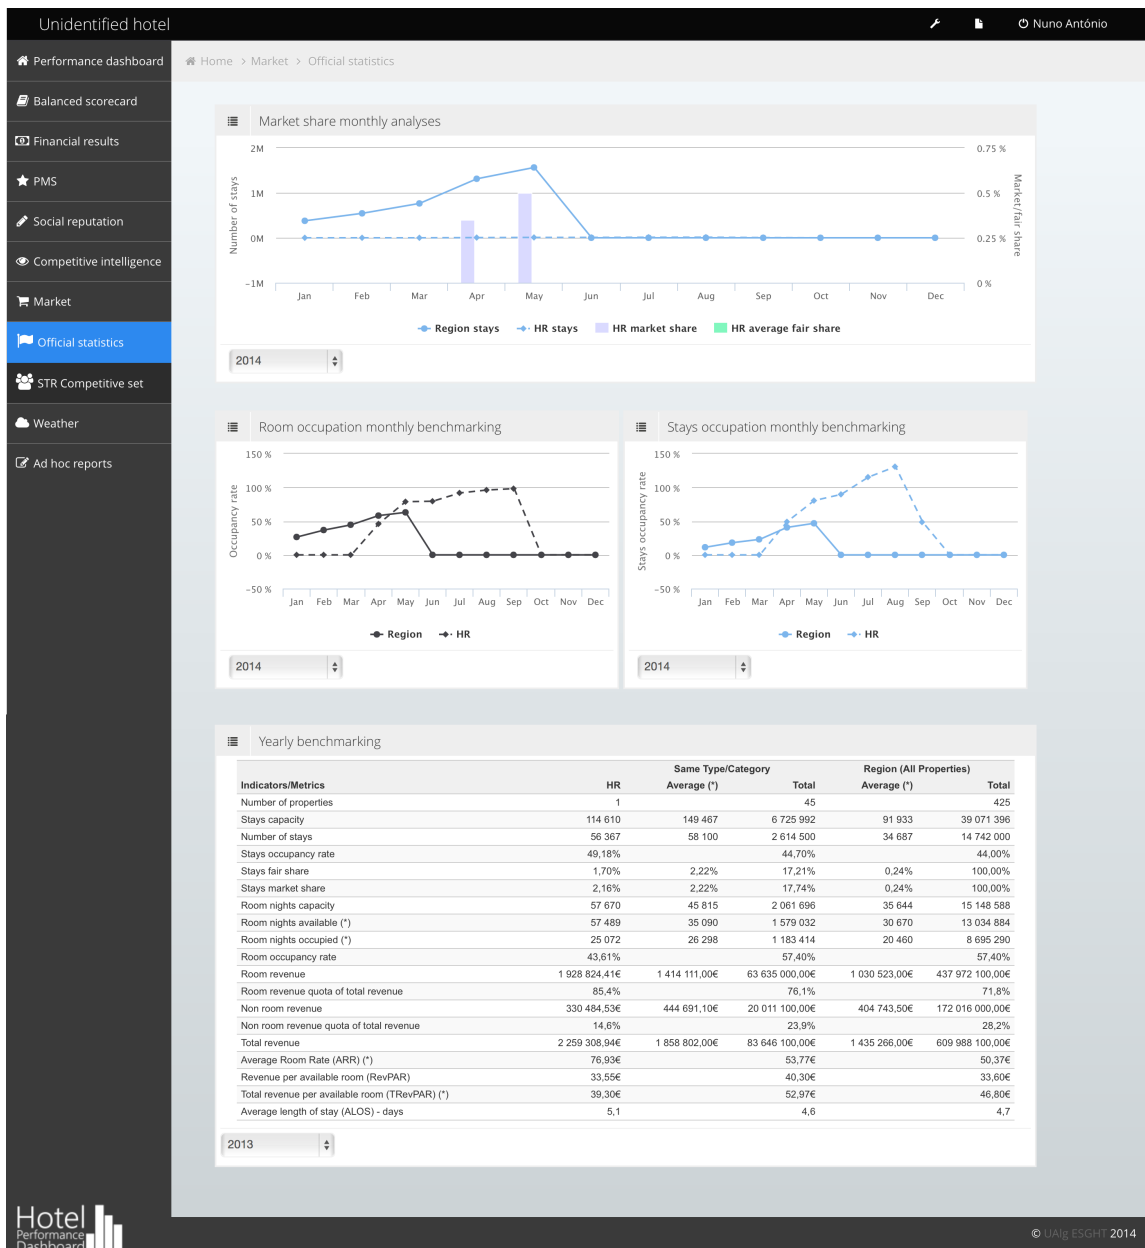 Unidentified hotel
Nuno António
Performance dashboard
Balanced scorecard
Financial results
PMS
Social reputation
Competitive intelligence
Market
Official statistics
STR Competitive set
Weather
Ad hoc reports
Home > Market > Official statistics
Market share monthly analyses
2M 0.75 %
1M 0.5 %
0M 0.25 %
-1M 0 %
Number of stays
Market/fair share
Jan Feb Mar Apr May Jun Jul Aug Sep Oct Nov Dec
Region stays HR stays HR market share HR average fair share
2014
Room occupation monthly benchmarking
150 %
100 %
50 %
0 %
-50 %
Occupancy rate
Jan Feb Mar Apr May Jun Jul Aug Sep Oct Nov Dec
Region HR
2014
Stays occupation monthly benchmarking
150 %
100 %
50 %
0 %
-50 %
Stays occupancy rate
Jan Feb Mar Apr May Jun Jul Aug Sep Oct Nov Dec
Region HR
2014
Yearly benchmarking
Same Type/Category Region (All Properties)
Indicators/Metrics HR Average (*) Total Average (*) Total
Number of properties 1 45 425
Stays capacity 114 610 149 467 6 725 992 91 933 39 071 396
Number of stays 56 367 58 100 2 614 500 34 687 14 742 000
Stays occupancy rate 49,18% 44,70% 44,00%
Stays fair share 1,70% 2,22% 17,21% 0,24% 100,00%
Stays market share 2,16% 2,22% 17,74% 0,24% 100,00%
Room nights capacity 57 670 45 815 2 061 696 35 644 15 148 588
Room nights available (*) 57 489 35 090 1 579 032 30 670 13 034 884
Room nights occupied (*) 25 072 26 298 1 183 414 20 460 8 695 290
Room occupancy rate 43,61% 57,40% 57,40%
Room revenue 1 928 824,41€ 1 414 111,00€ 63 635 000,00€ 1 030 523,00€ 437 972 100,00€
Room revenue quota of total revenue 85,4% 76,1% 71,8%
Non room revenue 330 484,53€ 444 691,10€ 20 011 100,00€ 404 743,50€ 172 016 000,00€
Non room revenue quota of total revenue 14,6% 23,9% 28,2%
Total revenue 2 259 308,94€ 1 858 802,00€ 83 646 100,00€ 1 435 266,00€ 609 988 100,00€
Average Room Rate (ARR) (*) 76,93€ 53,77€ 50,37€
Revenue per available room (RevPAR) 33,55€ 40,30€ 33,60€
Total revenue per available room (TRevPAR) (*) 39,30€ 52,97€ 46,80€
Average length of stay (ALOS) - days 5,1 4,6 4,7
2013
Hotel
Performance
Dashboard
© UAlg ESGHT 2014